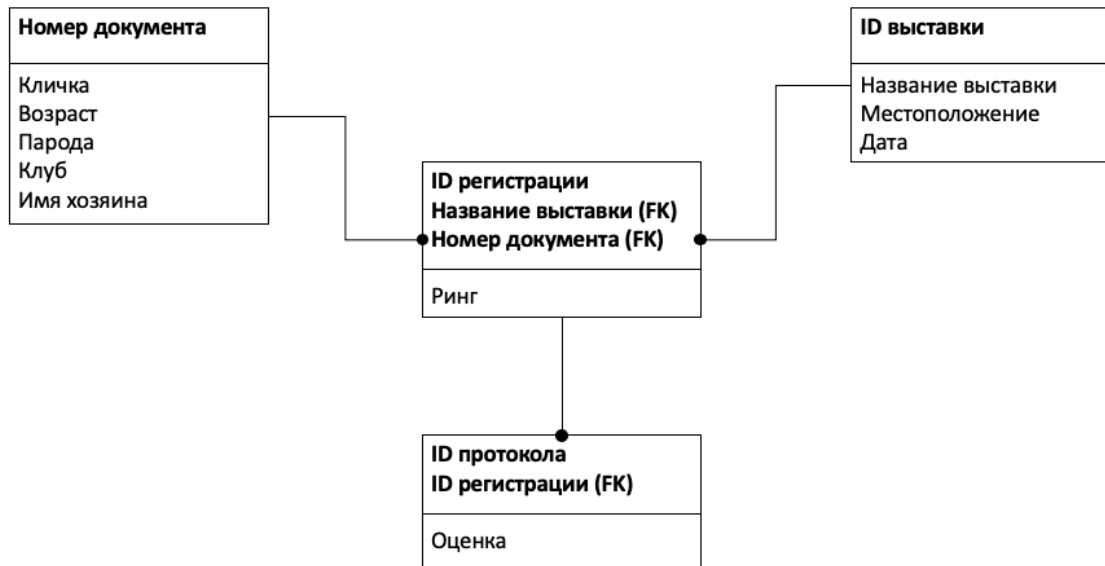 Номер документа
Кличка
Возраст
Парода
Клуб
Имя хозяина
ID выставки
Название выставки
Местоположение
Дата
ID регистрации
Название выставки (FK)
Номер документа (FK)
Ринг
ID протокола
ID регистрации (FK)
Оценка